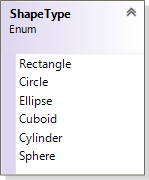 ShapeType
Enum
Rectangle
Circle
Ellipse
Cuboid
Cylinder
Sphere